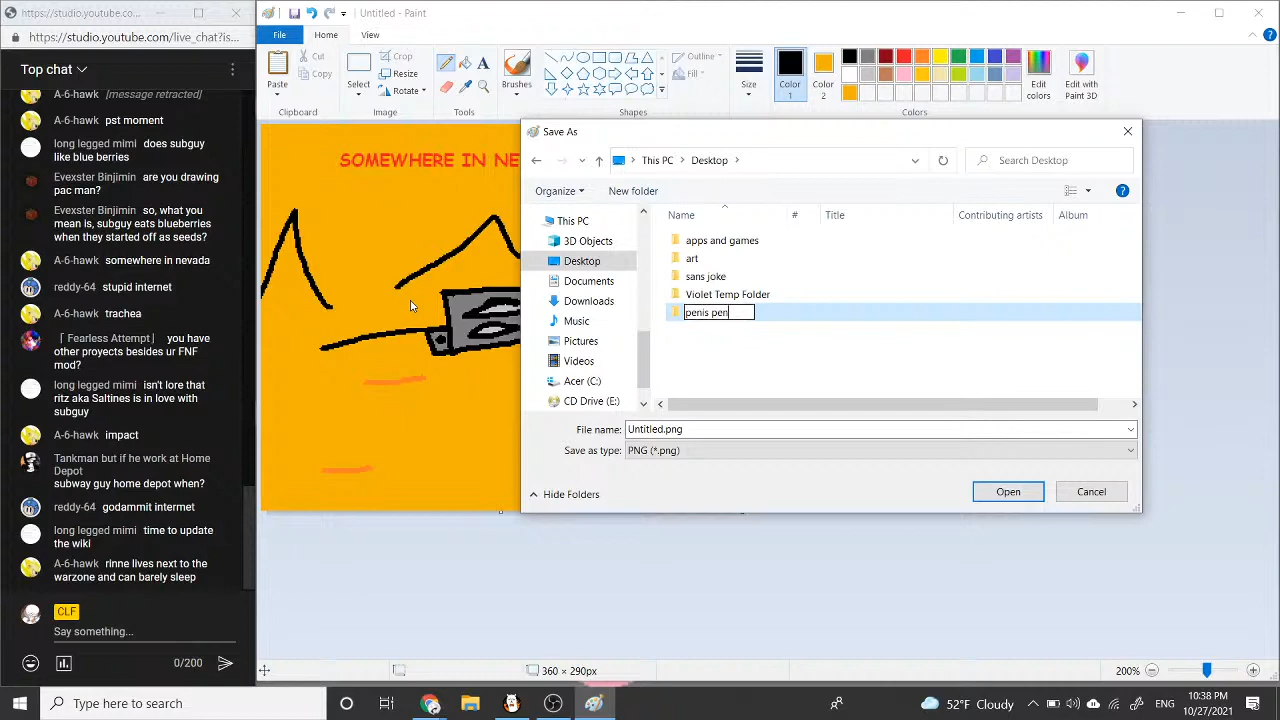 https://studio.youtube.co...
https://studio.youtube.com/live_chat?is...
Top chat
A-6-hawk [message retracted]
A-6-hawk pst moment
long legged mimi does subguy
like blue berries
Evexster Binjimin are you drawing
pac man?
Evexster Binjimin so, what you
mean is, subguy eats blueberries
when they started off as seeds?
A-6-hawk somewhere in nevada
reddy-64 stupid internet
A-6-hawk trachea
「 Fearless Attempt 」 you have
other proyects besides ur FNF
mod?
long legged mimi isn't lore that
ritz aka Saltines is in love with
subguy
A-6-hawk impact
Tankman but if he work at Home
Depot
subway guy home depot when?
reddy-64 godammit internet
long legged mimi time to update
the wiki
A-6-hawk rinne lives next to the
warzone and can barely sleep
CLF
Say something...
0/200
Untitled - Paint
File Home View
Paste
Cut
Copy
Clipboard
Select
Crop
Resize
Rotate
Image
A
Tools
Brushes
Outline
Fill
Shapes
Size
Color
1
Color
2
Edit
colors
Edit with
Paint 3D
Colors
SOMEWHERE IN NE
Save As
This PC Desktop
Search Desktop
Organize New folder
Name # Title Contributing artists Album
This PC
3D Objects
Desktop
Documents
Downloads
Music
Pictures
Videos
Acer (C:)
CD Drive (E:)
apps and games
art
sans joke
Violet Temp Folder
penis pen
File name: Untitled.png
Save as type: PNG (*.png)
Hide Folders
Open
Cancel
360 × 290px
200%
Type here to search
52°F Cloudy
ENG
10:38 PM
10/27/2021